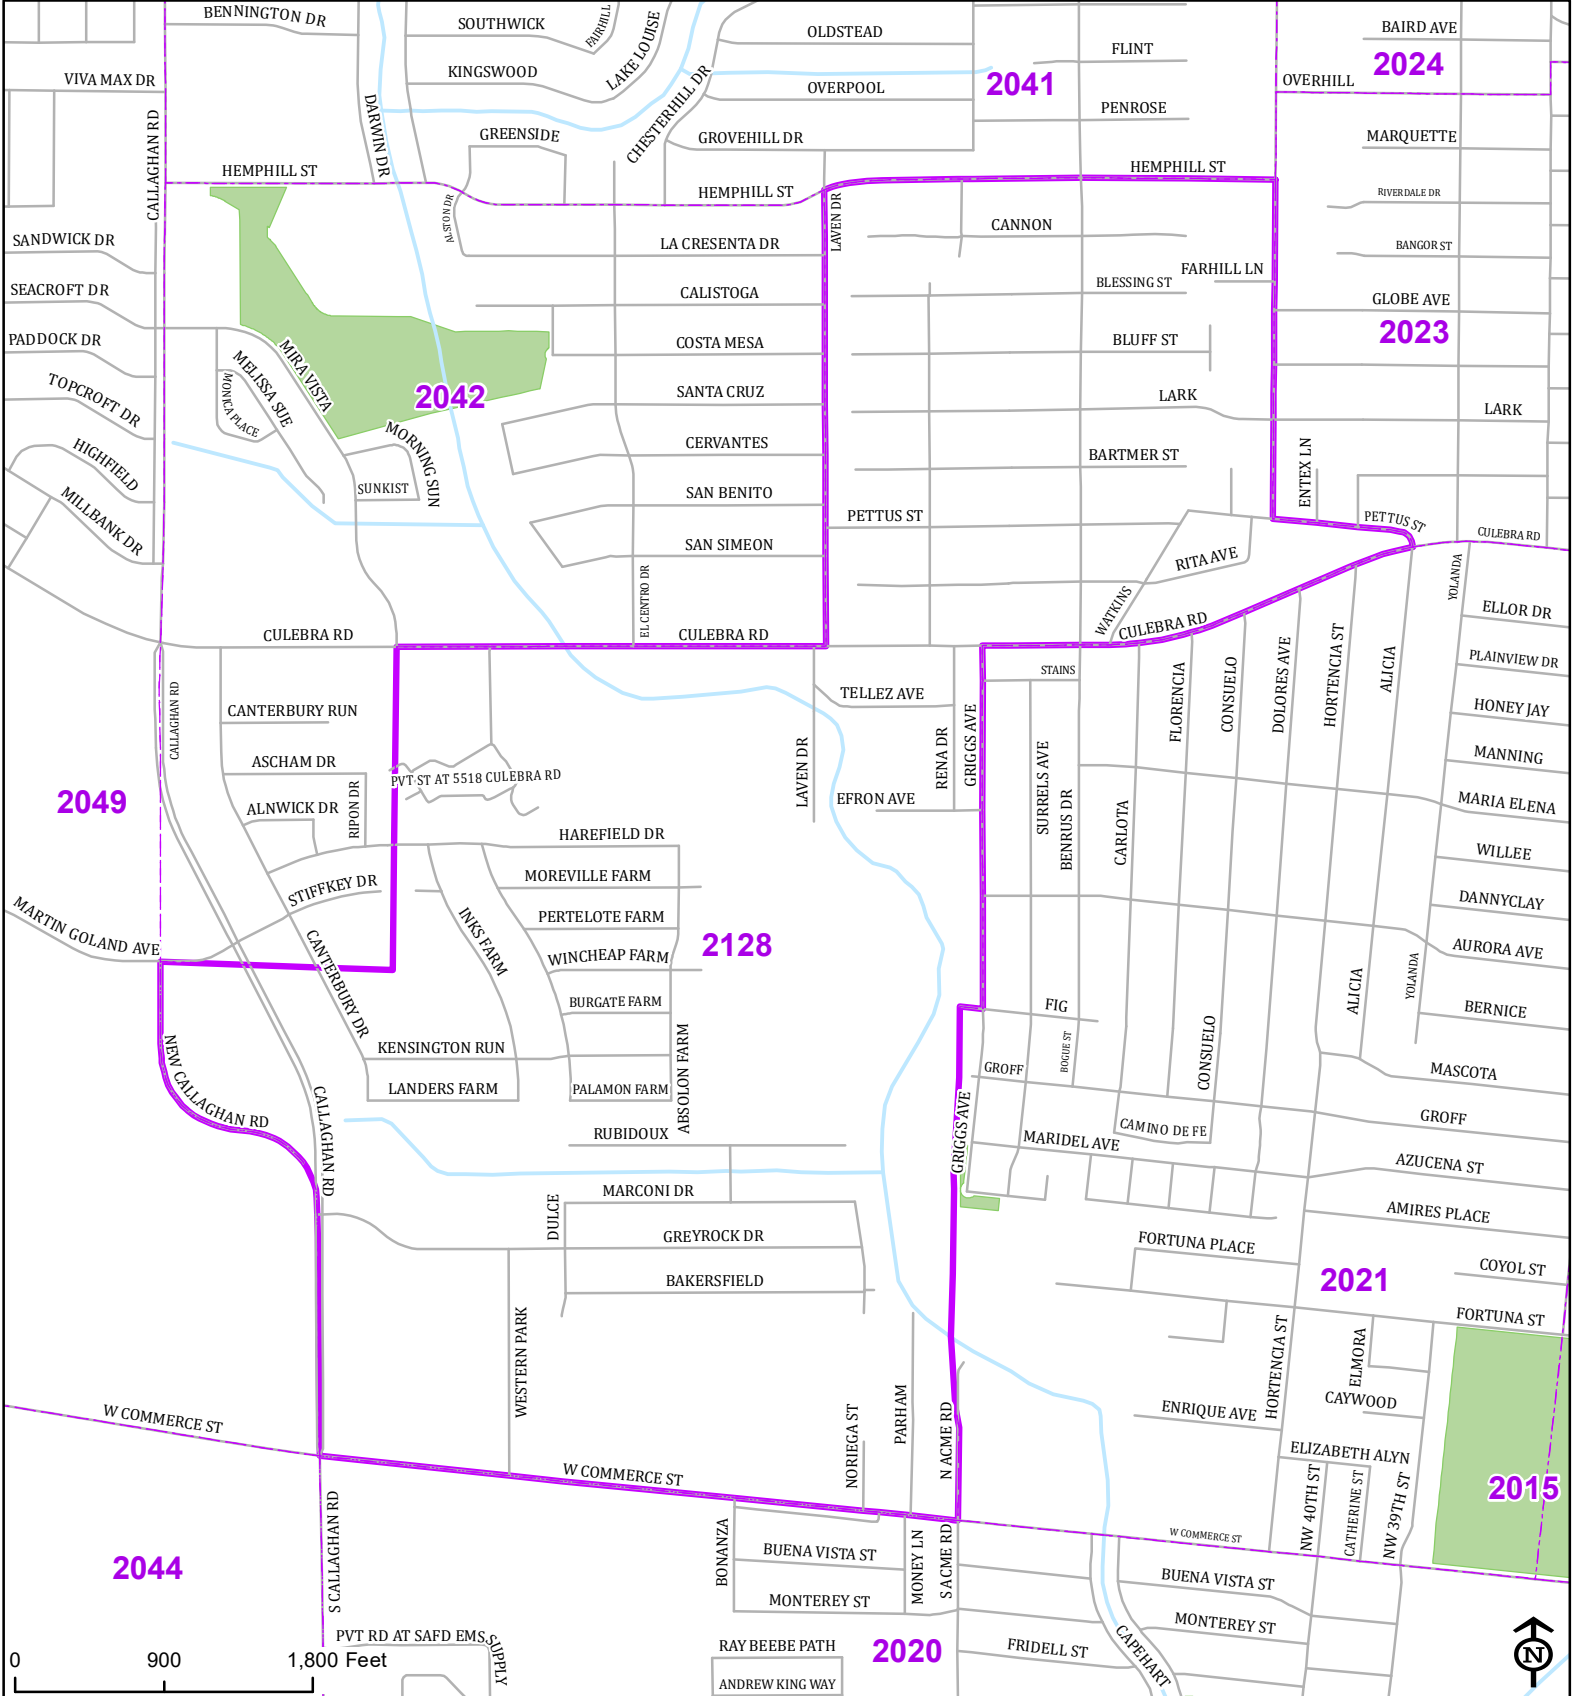 BENNINGTON DR
SOUTHWICK
FAIRHILL
LAKE LOUISE
OLDSTEAD
FLINT
BAIRD AVE
2024
VIVA MAX DR
KINGSWOOD
CHESTERHILL DR
OVERPOOL
2041
OVERHILL
CALLAGHAN RD
DARWIN DR
GREENSIDE
GROVEHILL DR
PENROSE
MARQUETTE
HEMPHILL ST
HEMPHILL ST
HEMPHILL ST
RIVERDALE DR
ALSTON DR
LAVEN DR
SANDWICK DR
LA CRESENTA DR
CANNON
BANGOR ST
SEACROFT DR
CALISTOGA
BLESSING ST
FARHILL LN
GLOBE AVE
2023
PADDOCK DR
MIRA VISTA
COSTA MESA
BLUFF ST
TOPCROFT DR
MELISSA SUE
MONICA PLACE
2042
SANTA CRUZ
LARK
LARK
HIGHFIELD
MORNING SUN
CERVANTES
BARTMER ST
ENTEX LN
MILLBANK DR
SUNKIST
SAN BENITO
PETTUS ST
PETTUS ST
CULEBRA RD
SAN SIMEON
RITA AVE
YOLANDA
EL CENTRO DR
WATKINS
ELLOR DR
CULEBRA RD
CULEBRA RD
CULEBRA RD
CALLAGHAN RD
STAINS
FLORENCIA
CONSUELO
DOLORES AVE
HORTENCIA ST
ALICIA
PLAINVIEW DR
CANTERBURY RUN
TELLEZ AVE
HONEY JAY
ASCHAM DR
PVT ST AT 5518 CULEBRA RD
LAVEN DR
RENA DR
GRIGGS AVE
MANNING
2049
ALNWICK DR
RIPON DR
EFRON AVE
SURRELS AVE
BENRUS DR
CARLOTA
MARIA ELENA
HAREFIELD DR
WILLEE
STIFFKEY DR
MOREVILLE FARM
DANNYCLAY
MARTIN GOLAND AVE
INKS FARM
PERTELOTE FARM
2128
AURORA AVE
CANTERBURY DR
WINCHEAP FARM
ALICIA
YOLANDA
BURGATE FARM
FIG
BERNICE
NEW CALLAGHAN RD
KENSINGTON RUN
ABSOLON FARM
BOGUE ST
CONSUELO
LANDERS FARM
PALAMON FARM
GROFF
MASCOTA
CALLAGHAN RD
RUBIDOUX
GRIGGS AVE
MARIDEL AVE
CAMINO DE FE
GROFF
AZUCENA ST
DULCE
MARCONI DR
AMIRES PLACE
GREYROCK DR
FORTUNA PLACE
COYOL ST
BAKERSFIELD
2021
FORTUNA ST
WESTERN PARK
HORTENCIA ST
ELMORA
W COMMERCE ST
NORIEGA ST
PARHAM
N ACME RD
ENRIQUE AVE
CAYWOOD
ELIZABETH ALYN
W COMMERCE ST
NW 40TH ST
CATHERINE ST
NW 39TH ST
2015
S CALLAGHAN RD
BONANZA
MONEY LN
S ACME RD
W COMMERCE ST
2044
BUENA VISTA ST
BUENA VISTA ST
MONTEREY ST
MONTEREY ST
PVT RD AT SAFD EMS
SUPPLY
RAY BEEBE PATH
2020
FRIDELL ST
CAPEHART
ANDREW KING WAY
0 900 1,800 Feet
N